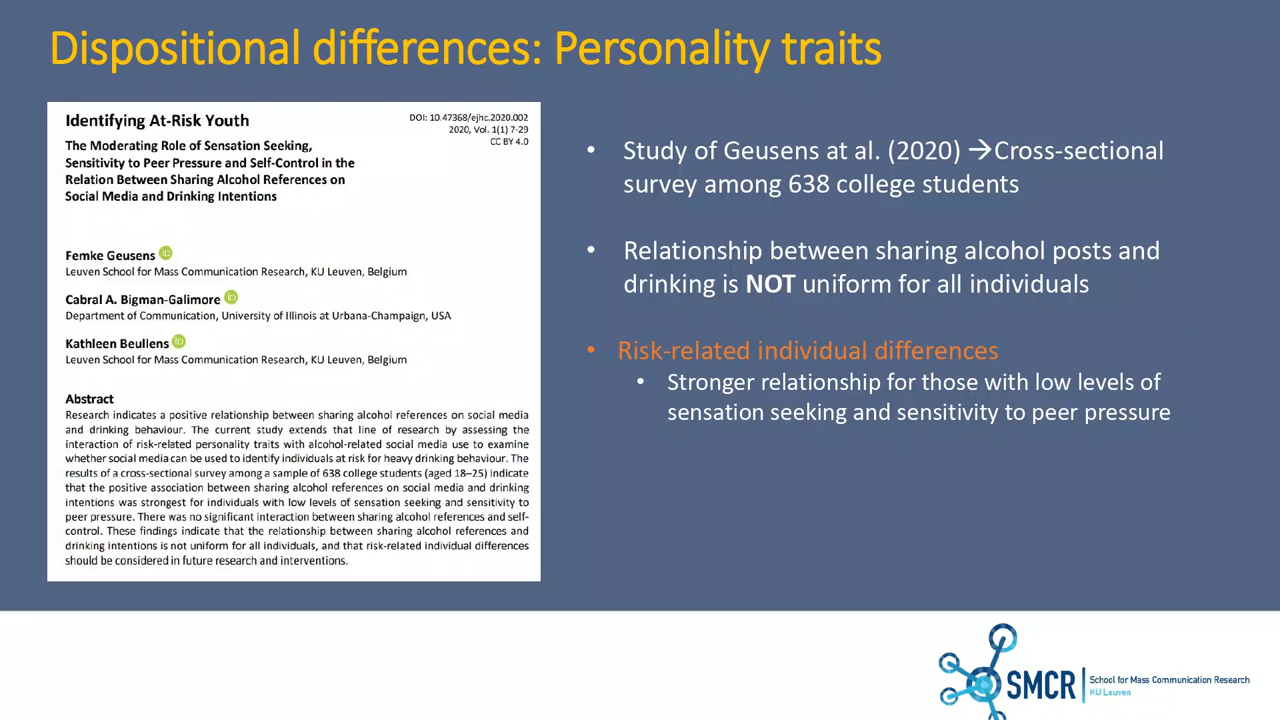 Dispositional differences: Personality traits
Identifying At-Risk Youth
DOI: 10.47368/ejhc.2020.002
2020, Vol. 1(1) 7-29
CC BY 4.0
The Moderating Role of Sensation Seeking,
Sensitivity to Peer Pressure and Self-Control in the
Relation Between Sharing Alcohol References on
Social Media and Drinking Intentions
Femke Geusens iD
Leuven School for Mass Communication Research, KU Leuven, Belgium
Cabral A. Bigman-Galimore iD
Department of Communication, University of Illinois at Urbana-Champaign, USA
Kathleen Beullens iD
Leuven School for Mass Communication Research, KU Leuven, Belgium
Abstract
Research indicates a positive relationship between sharing alcohol references on social media
and drinking behaviour. The current study extends that line of research by assessing the
interaction of risk-related personality traits with alcohol-related social media use to examine
whether social media can be used to identify individuals at risk for heavy drinking behaviour. The
results of a cross-sectional survey among a sample of 638 college students (aged 18–25) indicate
that the positive association between sharing alcohol references on social media and drinking
intentions was strongest for individuals with low levels of sensation seeking and sensitivity to
peer pressure. There was no significant interaction between sharing alcohol references and self-
control. These findings indicate that the relationship between sharing alcohol references and
drinking intentions is not uniform for all individuals, and that risk-related individual differences
should be considered in future research and interventions.
• Study of Geusens at al. (2020) →Cross-sectional
survey among 638 college students
• Relationship between sharing alcohol posts and
drinking is NOT uniform for all individuals
• Risk-related individual differences
• Stronger relationship for those with low levels of
sensation seeking and sensitivity to peer pressure
SMCR
School for Mass Communication Research
KU Leuven